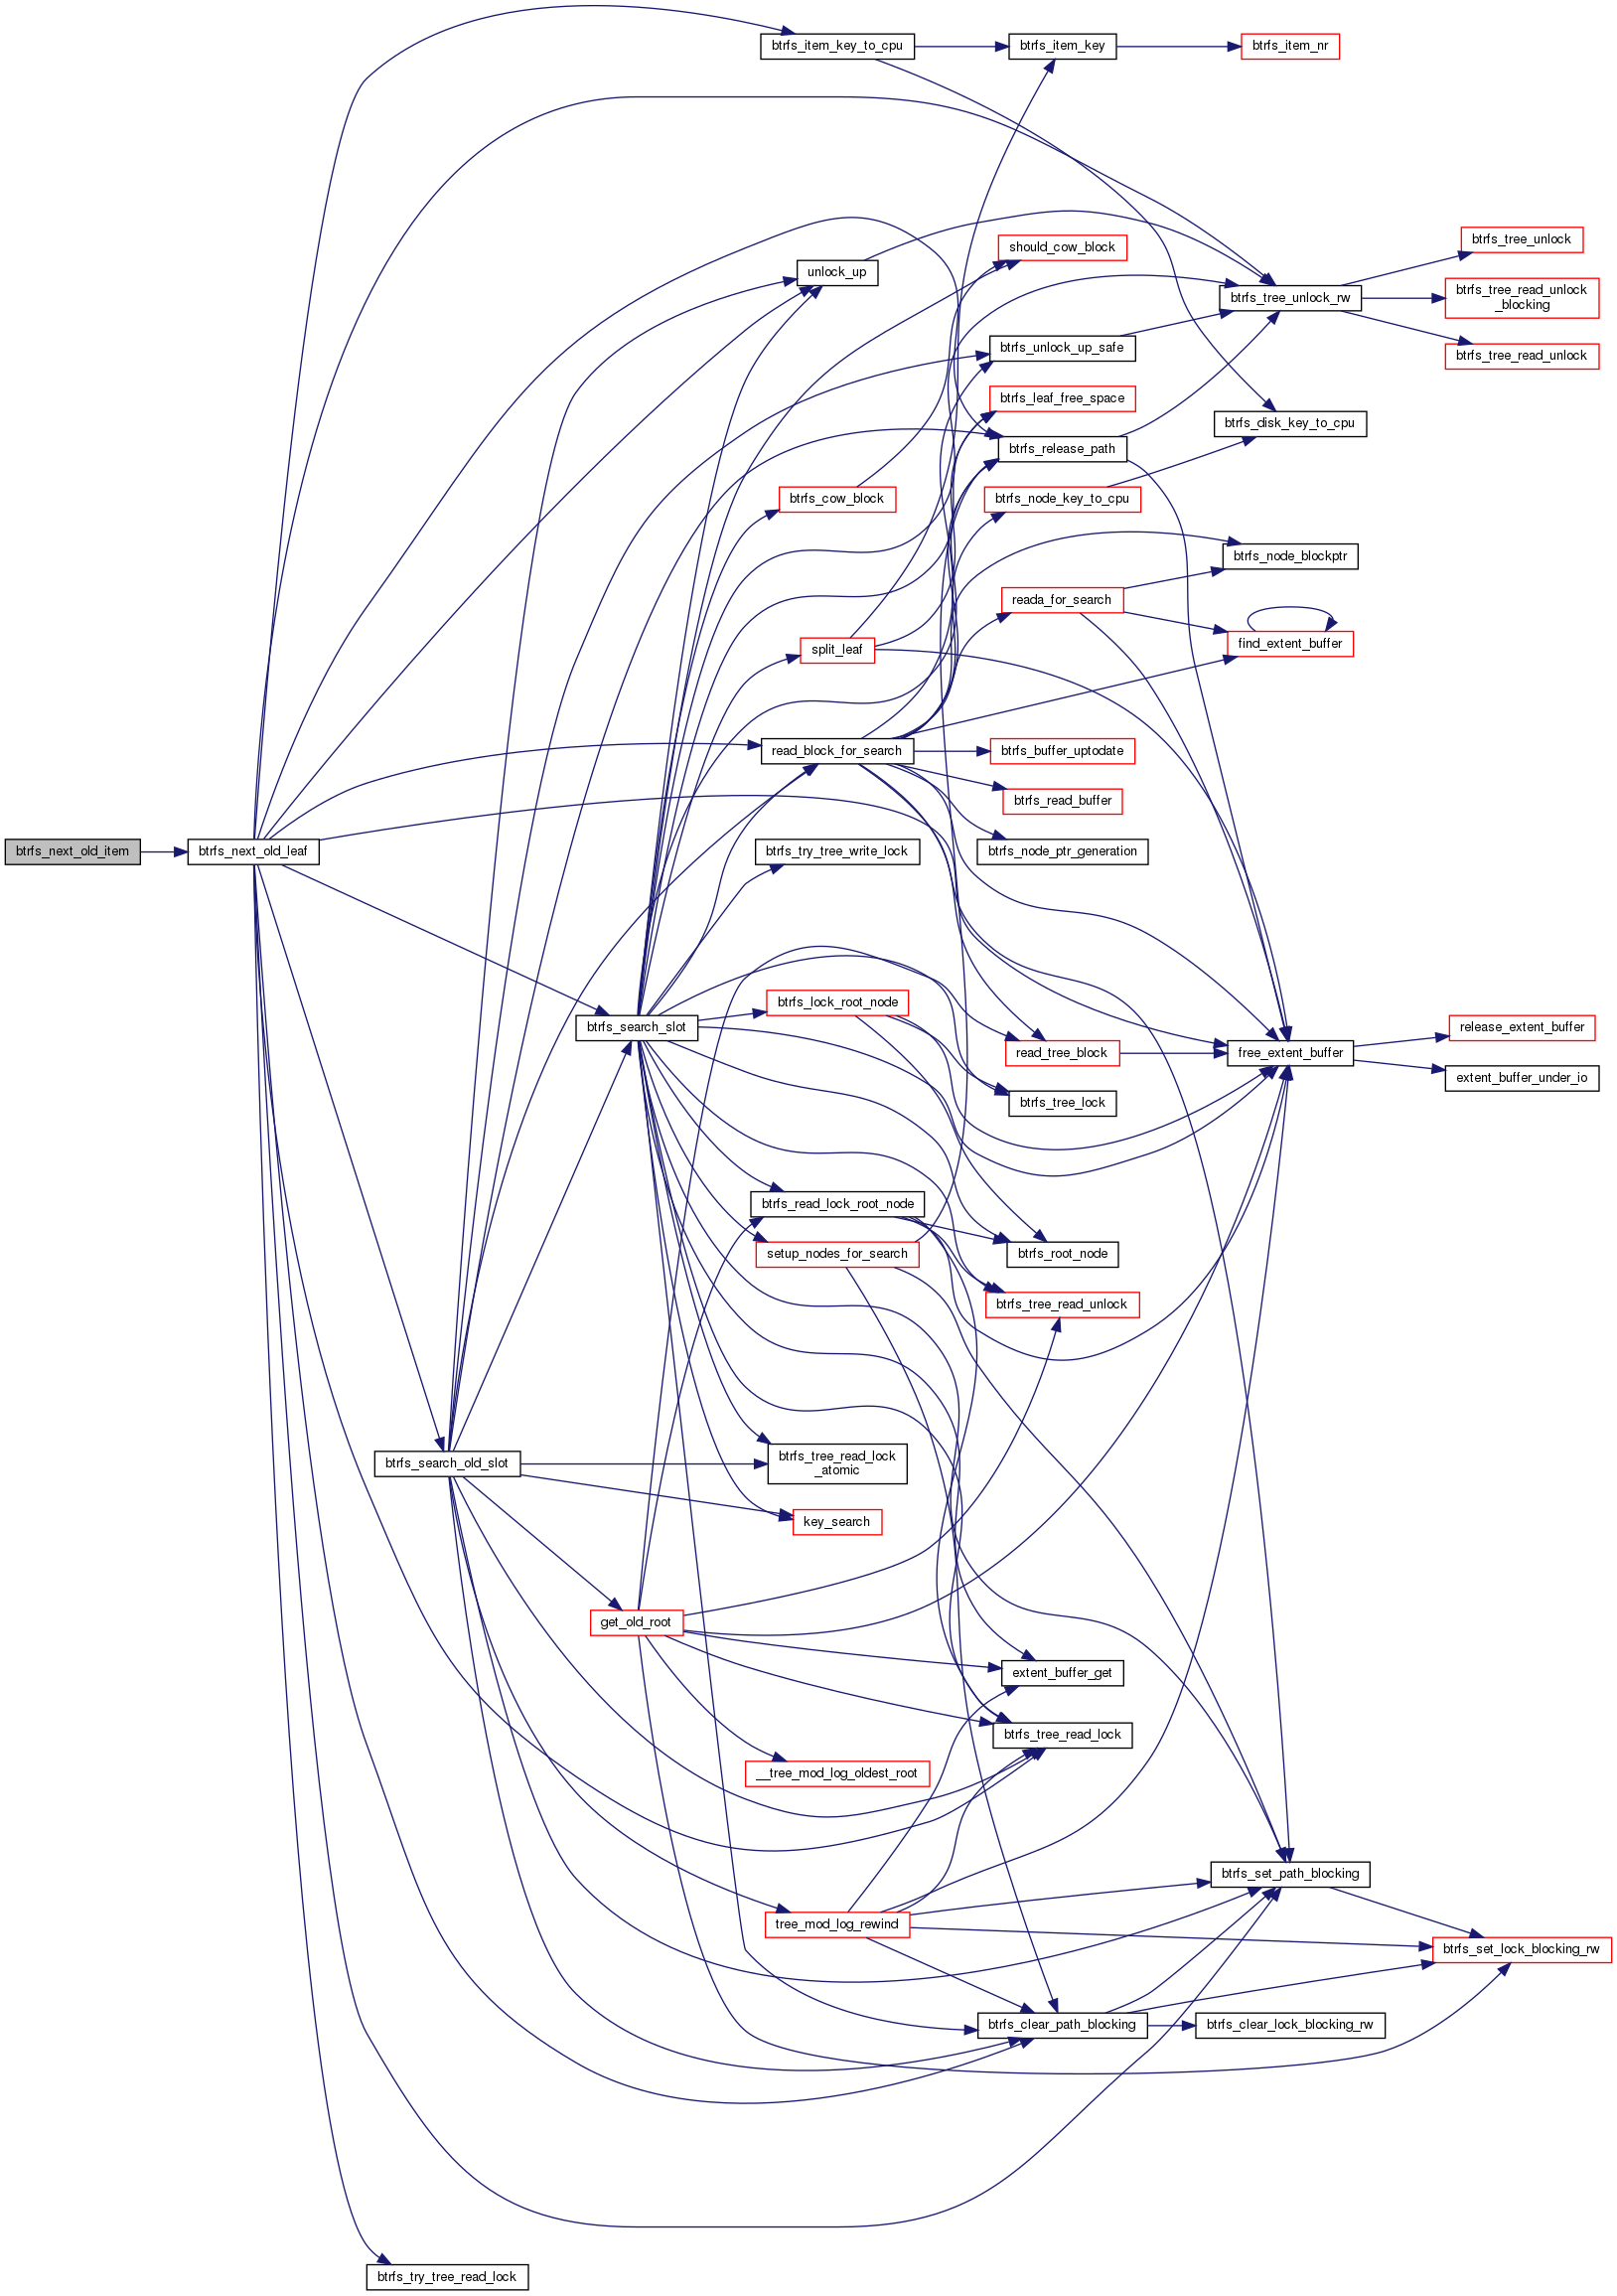 btrfs_item_key_to_cpu
btrfs_item_key
btrfs_item_nr
should_cow_block
btrfs_tree_unlock
unlock_up
btrfs_tree_unlock_rw
btrfs_tree_read_unlock
_blocking
btrfs_unlock_up_safe
btrfs_tree_read_unlock
btrfs_leaf_free_space
btrfs_disk_key_to_cpu
btrfs_release_path
btrfs_cow_block
btrfs_node_key_to_cpu
btrfs_node_blockptr
reada_for_search
find_extent_buffer
split_leaf
read_block_for_search
btrfs_buffer_uptodate
btrfs_read_buffer
btrfs_next_old_item
btrfs_next_old_leaf
btrfs_try_tree_write_lock
btrfs_node_ptr_generation
btrfs_lock_root_node
btrfs_search_slot
release_extent_buffer
read_tree_block
free_extent_buffer
extent_buffer_under_io
btrfs_tree_lock
btrfs_read_lock_root_node
setup_nodes_for_search
btrfs_root_node
btrfs_tree_read_unlock
btrfs_search_old_slot
btrfs_tree_read_lock
_atomic
key_search
get_old_root
extent_buffer_get
btrfs_tree_read_lock
__tree_mod_log_oldest_root
btrfs_set_path_blocking
tree_mod_log_rewind
btrfs_set_lock_blocking_rw
btrfs_clear_path_blocking
btrfs_clear_lock_blocking_rw
btrfs_try_tree_read_lock